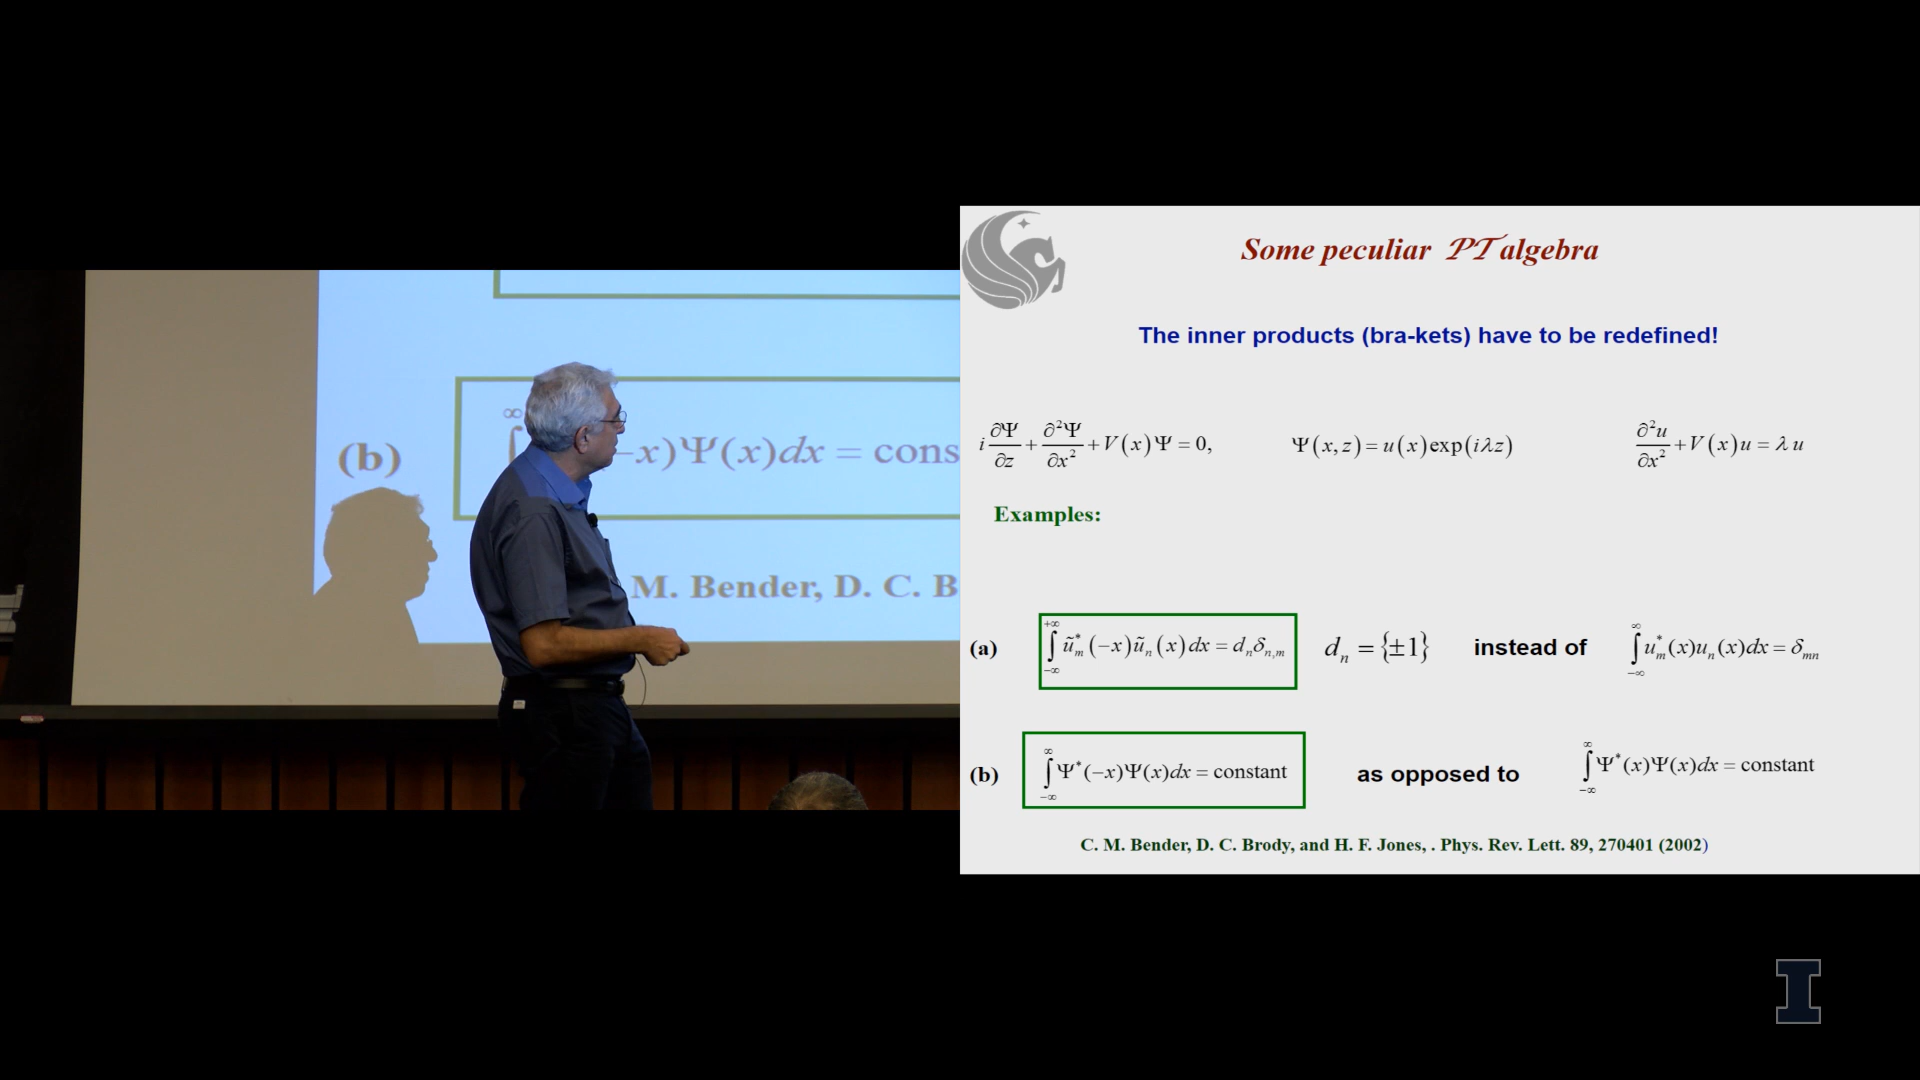 (b) -x)Ψ(x)dx = cons
M. Bender, D. C. B
Some peculiar 𝒫𝒯 algebra
The inner products (bra-kets) have to be redefined!
i ∂Ψ/∂z + ∂²Ψ/∂x² + V(x)Ψ = 0, Ψ(x,z) = u(x)exp(iλz) ∂²u/∂x² + V(x)u = λu
Examples:
(a) ∫_{-∞}^{+∞} ũ*_m(-x)ũ_n(x)dx = d_nδ_{n,m} d_n = {±1} instead of ∫_{-∞}^{∞} u*_m(x)u_n(x)dx = δ_{mn}
(b) ∫_{-∞}^{∞} Ψ*(-x)Ψ(x)dx = constant as opposed to ∫_{-∞}^{∞} Ψ*(x)Ψ(x)dx = constant
C. M. Bender, D. C. Brody, and H. F. Jones, . Phys. Rev. Lett. 89, 270401 (2002)
I